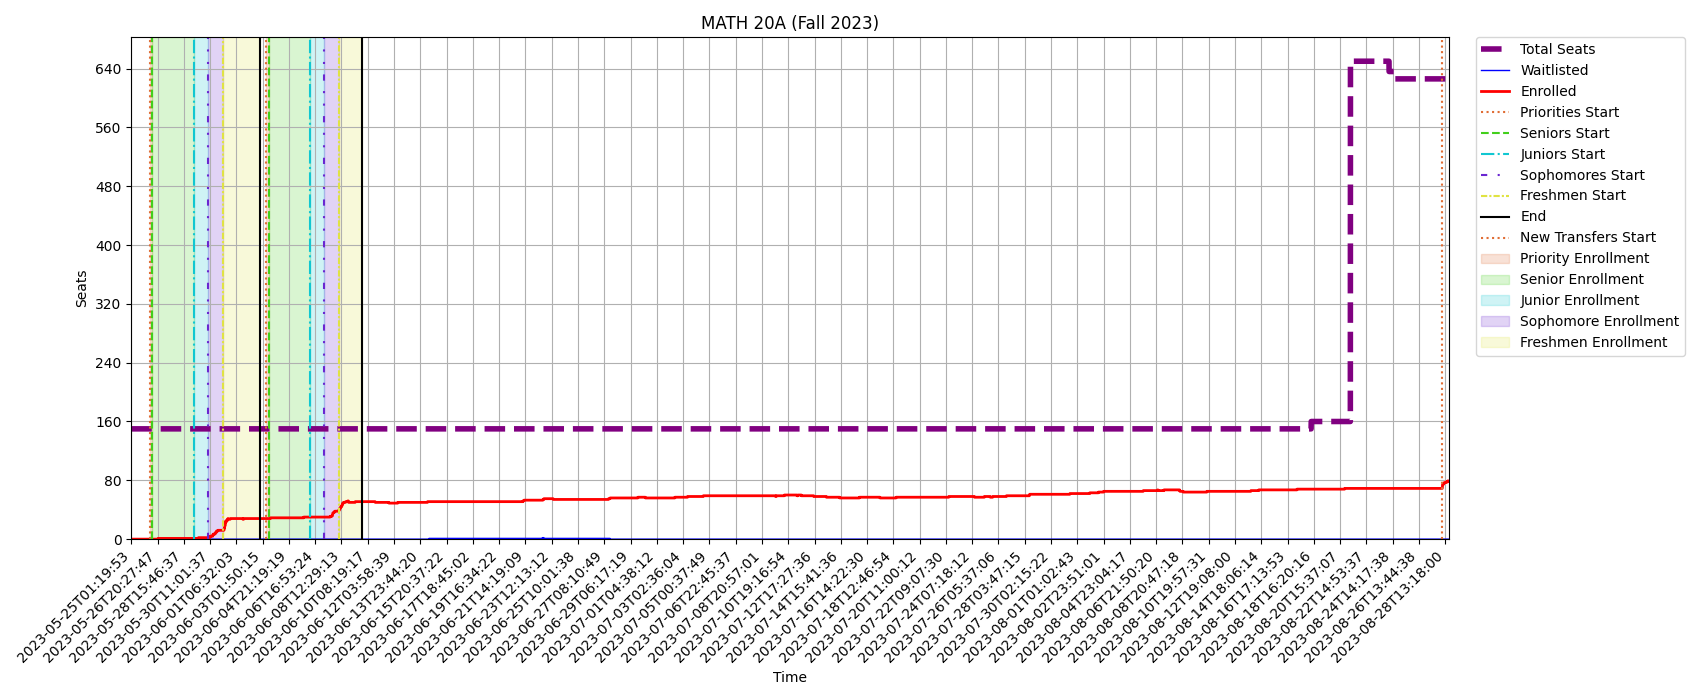 MATH 20A (Fall 2023)
Seats
640
560
480
400
320
240
160
80
0
2023-05-25T01:19:53
2023-05-26T20:27:47
2023-05-28T15:46:37
2023-05-30T11:01:37
2023-06-01T06:32:03
2023-06-03T01:50:15
2023-06-04T21:19:19
2023-06-06T16:53:24
2023-06-08T12:29:13
2023-06-10T08:19:17
2023-06-12T03:58:39
2023-06-13T23:44:20
2023-06-15T20:37:22
2023-06-17T18:45:02
2023-06-19T16:34:22
2023-06-21T14:19:09
2023-06-23T12:13:12
2023-06-25T10:01:38
2023-06-27T08:10:49
2023-06-29T06:17:19
2023-07-01T04:38:12
2023-07-03T02:36:04
2023-07-05T00:37:49
2023-07-06T22:45:37
2023-07-08T20:57:01
2023-07-10T19:16:54
2023-07-12T17:27:36
2023-07-14T15:41:36
2023-07-16T14:22:30
2023-07-18T12:46:54
2023-07-20T11:00:12
2023-07-22T09:07:30
2023-07-24T07:18:12
2023-07-26T05:37:06
2023-07-28T03:47:15
2023-07-30T02:15:22
2023-08-01T01:02:43
2023-08-02T23:51:01
2023-08-04T23:04:17
2023-08-06T21:50:20
2023-08-08T20:47:18
2023-08-10T19:57:31
2023-08-12T19:08:00
2023-08-14T18:06:14
2023-08-16T17:13:53
2023-08-18T16:20:16
2023-08-20T15:37:07
2023-08-22T14:53:37
2023-08-24T14:17:38
2023-08-26T13:44:38
2023-08-28T13:18:00
Time
Total Seats
Waitlisted
Enrolled
Priorities Start
Seniors Start
Juniors Start
Sophomores Start
Freshmen Start
End
New Transfers Start
Priority Enrollment
Senior Enrollment
Junior Enrollment
Sophomore Enrollment
Freshmen Enrollment